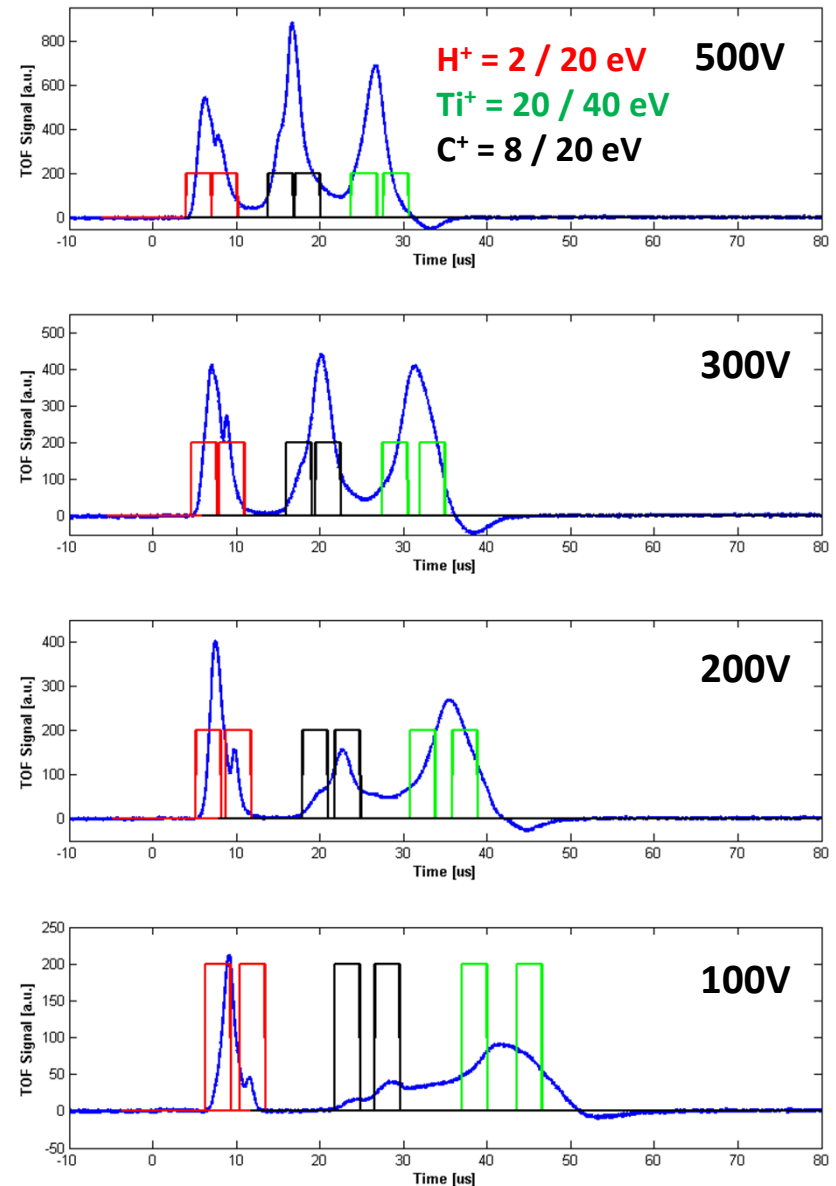 800
600
400
200
0
TOF Signal [a.u.]
H⁺ = 2 / 20 eV 500V
Ti⁺ = 20 / 40 eV
C⁺ = 8 / 20 eV
-10 0 10 20 30 40 50 60 70 80
Time [us]
500
400
300
200
100
0
TOF Signal [a.u.]
300V
-10 0 10 20 30 40 50 60 70 80
Time [us]
400
300
200
100
0
TOF Signal [a.u.]
200V
-10 0 10 20 30 40 50 60 70 80
Time [us]
250
200
150
100
50
0
-50
TOF Signal [a.u.]
100V
-10 0 10 20 30 40 50 60 70 80
Time [us]